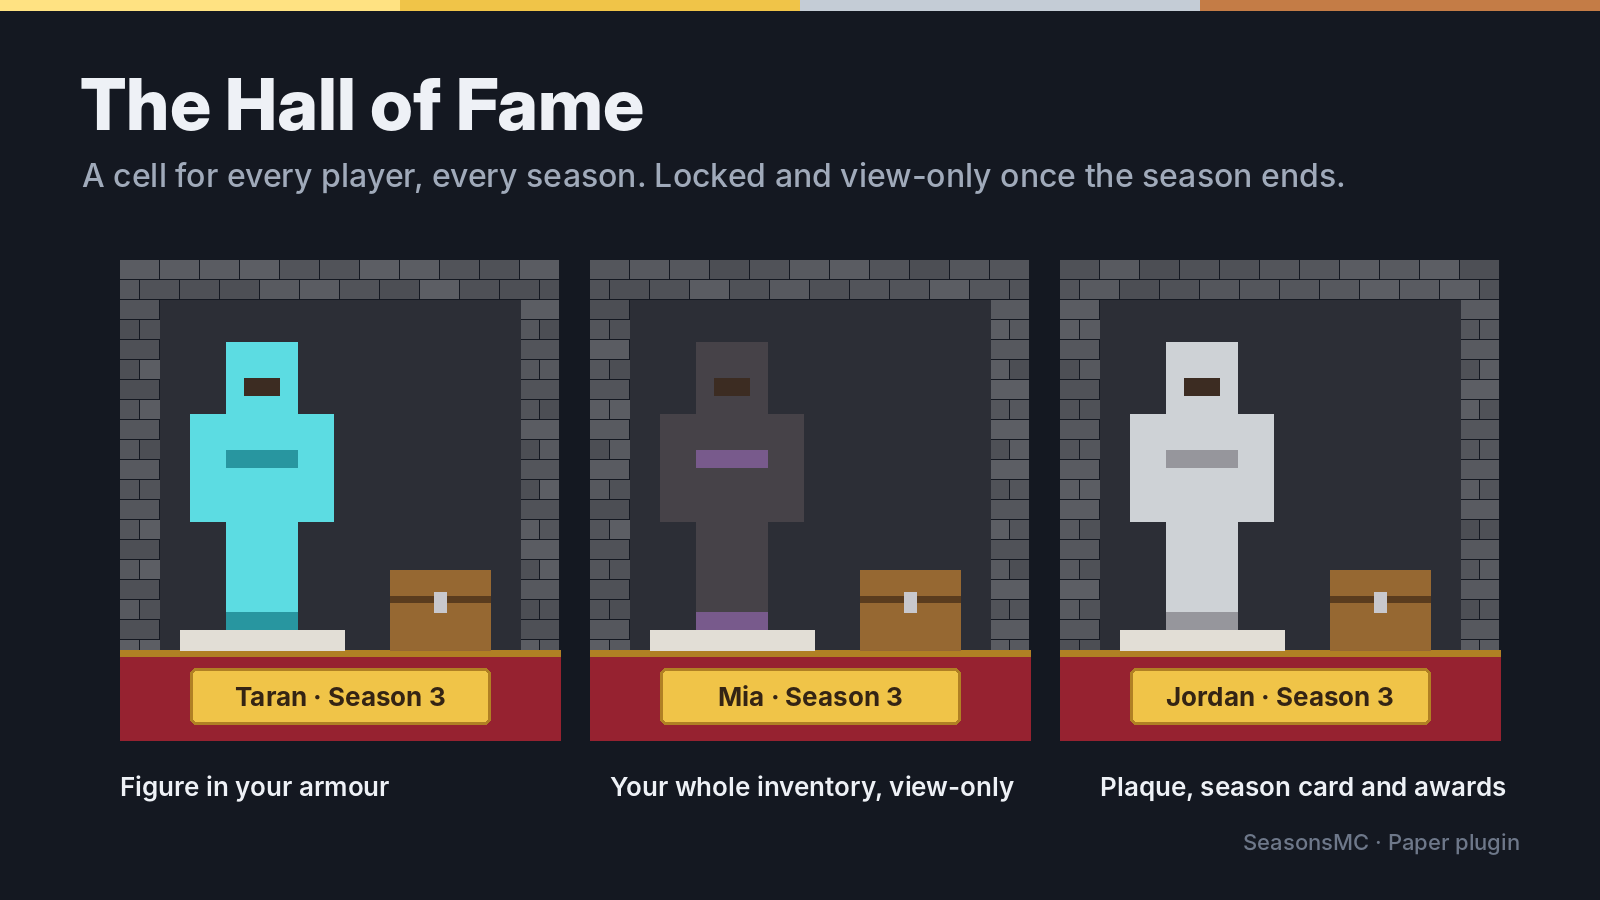 The Hall of Fame
A cell for every player, every season. Locked and view-only once the season ends.
Taran · Season 3
Mia · Season 3
Jordan · Season 3
Figure in your armour
Your whole inventory, view-only
Plaque, season card and awards
SeasonsMC · Paper plugin